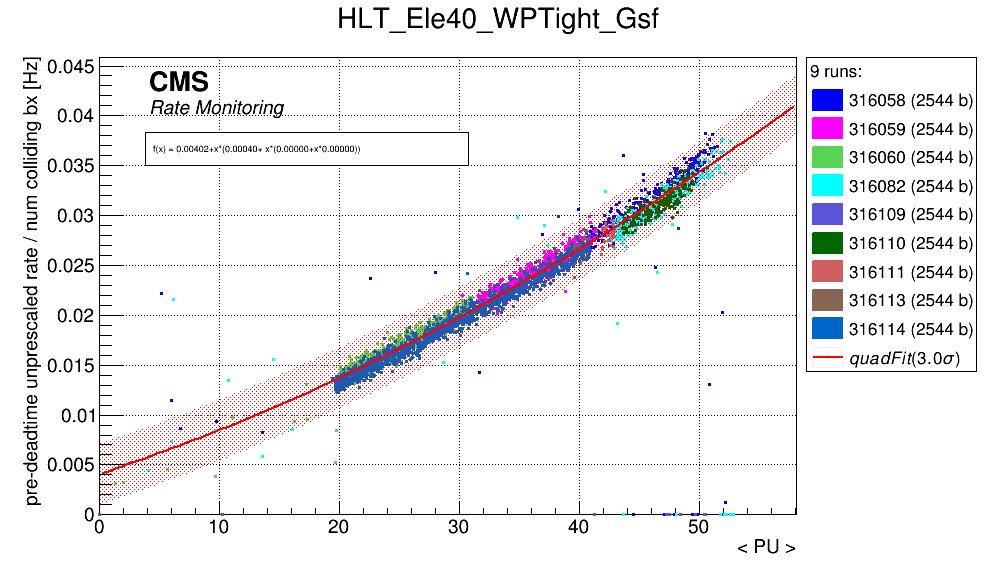 HLT_Ele40_WPTight_Gsf
pre-deadtime unprescaled rate / num colliding bx [Hz]
0.045
0.04
0.035
0.03
0.025
0.02
0.015
0.01
0.005
0
CMS
Rate Monitoring
f(x) = 0.00402+x*(0.00040+ x*(0.00000+x*0.00000))
0 10 20 30 40 50
< PU >
9 runs:
316058 (2544 b)
316059 (2544 b)
316060 (2544 b)
316082 (2544 b)
316109 (2544 b)
316110 (2544 b)
316111 (2544 b)
316113 (2544 b)
316114 (2544 b)
quadFit(3.0σ)